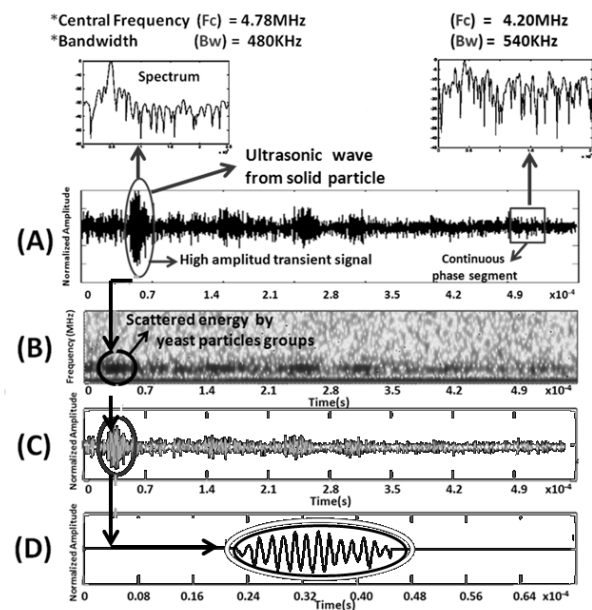 *Central Frequency (Fc) = 4.78MHz (Fc) = 4.20MHz
*Bandwidth (Bw) = 480KHz (Bw) = 540KHz
Spectrum
Ultrasonic wave
from solid particle
(A)
Normalized Amplitude
High amplitud transient signal
Continuous
phase segment
0 0.7 1.4 2.1 2.8 3.5 4.2 4.9 x10-4
(B)
Frequency (MHz)
Scattered energy by
yeast particles groups
0 0.7 1.4 2.1 2.8 3.5 4.2 4.9 x10-4
Time(s)
(C)
Normalized Amplitude
0 0.7 1.4 2.1 2.8 3.5 4.2 4.9 x10-4
Time(s)
(D)
Normalized Amplitude
0 0.08 0.16 0.24 0.32 0.40 0.48 0.56 0.64 x10-4
Time(s)